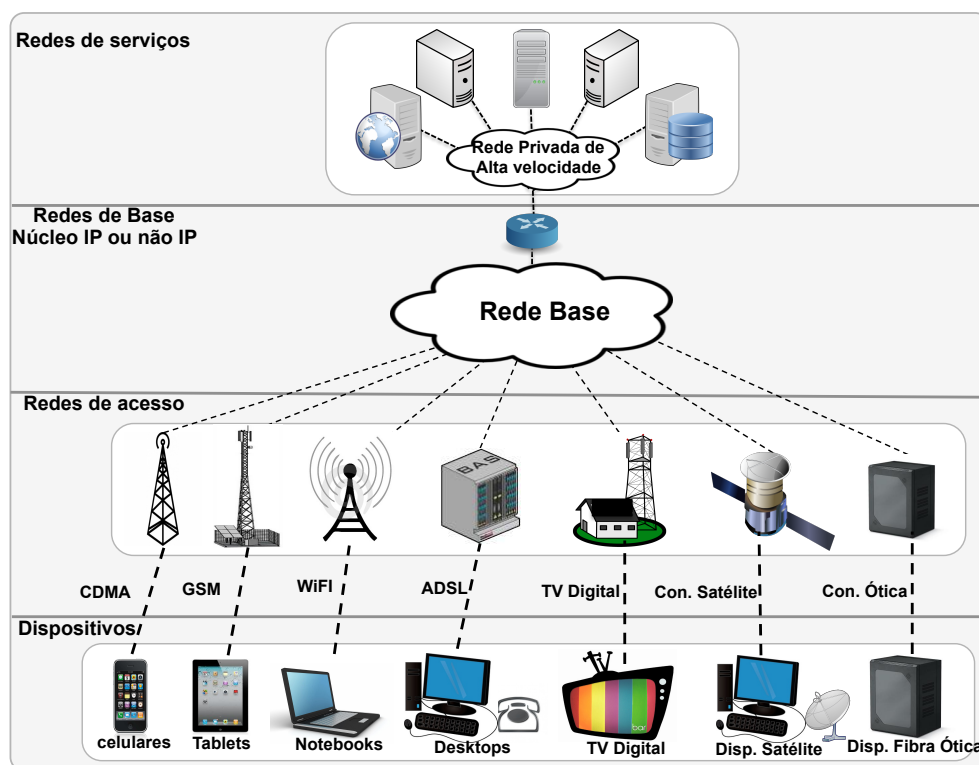 Redes de serviços
Rede Privada de
Alta velocidade
Redes de Base
Núcleo IP ou não IP
Rede Base
Redes de acesso
BAS
CDMA
GSM
WiFI
ADSL
TV Digital
Con. Satélite
Con. Ótica
Dispositivos
bar
celulares
Tablets
Notebooks
Desktops
TV Digital
Disp. Satélite
Disp. Fibra Ótica